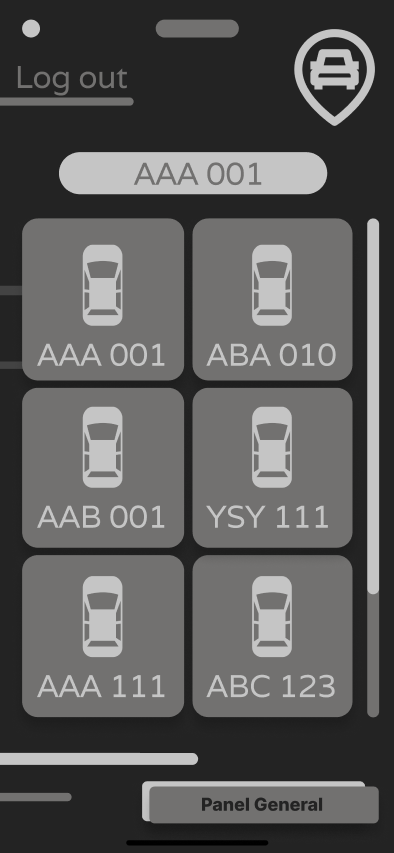 Log out
AAA 001
AAA 001
ABA 010
AAB 001
YSY 111
AAA 111
ABC 123
Panel General